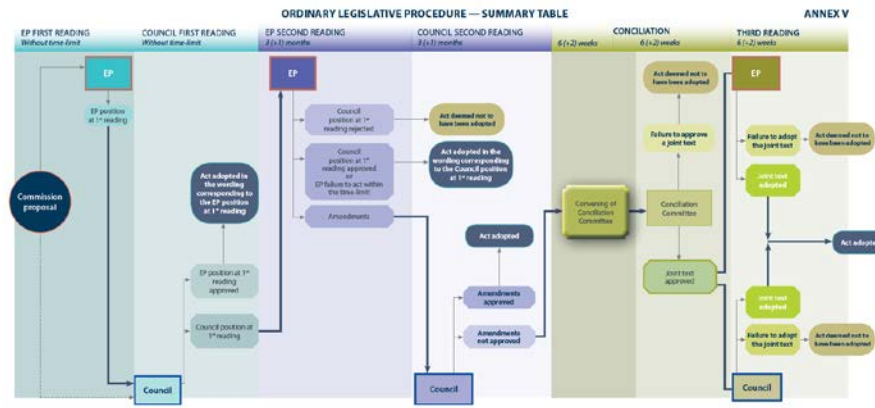 ORDINARY LEGISLATIVE PROCEDURE — SUMMARY TABLE
ANNEX V
EP FIRST READING
Without time-limit
COUNCIL FIRST READING
Without time-limit
EP SECOND READING
3 (+1) months
COUNCIL SECOND READING
3 (+1) months
CONCILIATION
6 (+2) weeks
6 (+2) weeks
THIRD READING
6 (+2) weeks
EP
EP position
at 1st reading
Commission
proposal
Act adopted in
the wording
corresponding to
the EP position
at 1st reading
EP position at 1st
reading approved
Council position at
1st reading
Council
EP
Council
position at 1st
reading rejected
Act deemed not to
have been adopted
Council
position at 1st
reading approved
or
EP failure to act within
the time-limit
Act adopted in the
wording corresponding
to the Council position
at 1st reading
Amendments
Act adopted
Amendments
approved
Amendments
not approved
Council
Convening of
Conciliation
Committee
Act deemed not to
have been adopted
Failure to approve
a joint text
Conciliation
Committee
Joint text
approved
EP
Failure to adopt
the joint text
Act deemed not to
have been adopted
Joint text
adopted
Act adopte
Joint text
adopted
Failure to adopt
the joint text
Act deemed not to
have been adopted
Council